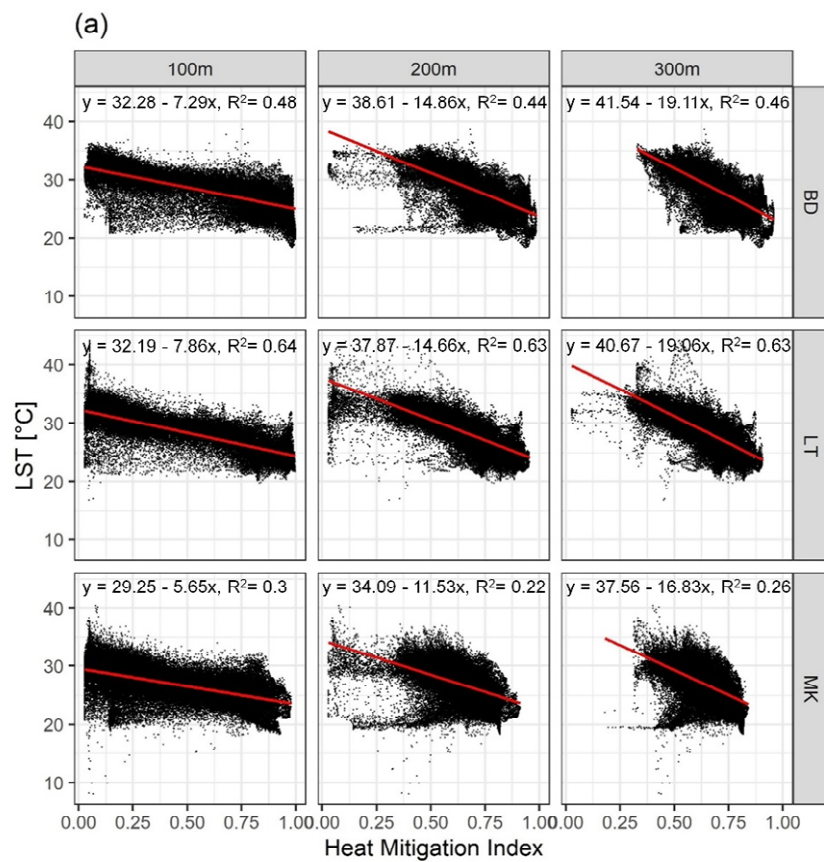 (a)
100m 200m 300m
y = 32.28 - 7.29x, R²= 0.48 y = 38.61 - 14.86x, R²= 0.44 y = 41.54 - 19.11x, R²= 0.46
40
30
20
10
BD
y = 32.19 - 7.86x, R²= 0.64 y = 37.87 - 14.66x, R²= 0.63 y = 40.67 - 19.06x, R²= 0.63
40
30
20
10
LT
LST [°C]
y = 29.25 - 5.65x, R²= 0.3 y = 34.09 - 11.53x, R²= 0.22 y = 37.56 - 16.83x, R²= 0.26
40
30
20
10
MK
0.00 0.25 0.50 0.75 1.00 0.00 0.25 0.50 0.75 1.00 0.00 0.25 0.50 0.75 1.00
Heat Mitigation Index